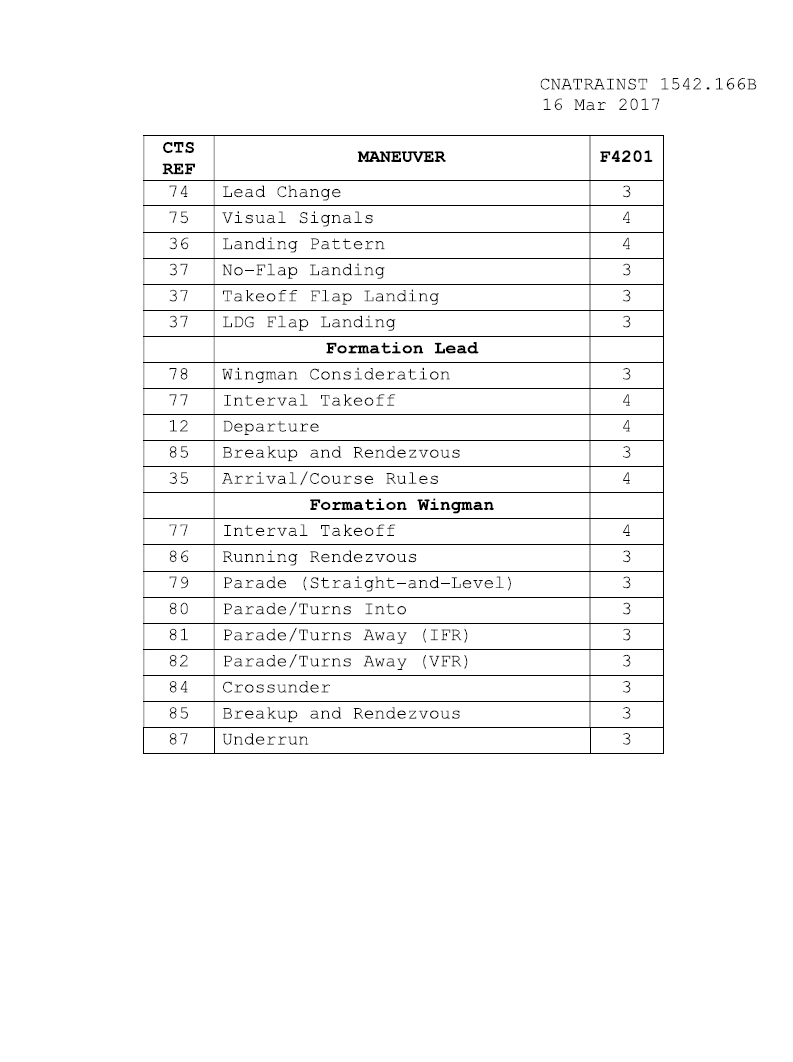 CNATRAINST 1542.166B
16 Mar 2017
CTS REF MANEUVER F4201
74 Lead Change 3
75 Visual Signals 4
36 Landing Pattern 4
37 No-Flap Landing 3
37 Takeoff Flap Landing 3
37 LDG Flap Landing 3
Formation Lead
78 Wingman Consideration 3
77 Interval Takeoff 4
12 Departure 4
85 Breakup and Rendezvous 3
35 Arrival/Course Rules 4
Formation Wingman
77 Interval Takeoff 4
86 Running Rendezvous 3
79 Parade (Straight-and-Level) 3
80 Parade/Turns Into 3
81 Parade/Turns Away (IFR) 3
82 Parade/Turns Away (VFR) 3
84 Crossunder 3
85 Breakup and Rendezvous 3
87 Underrun 3